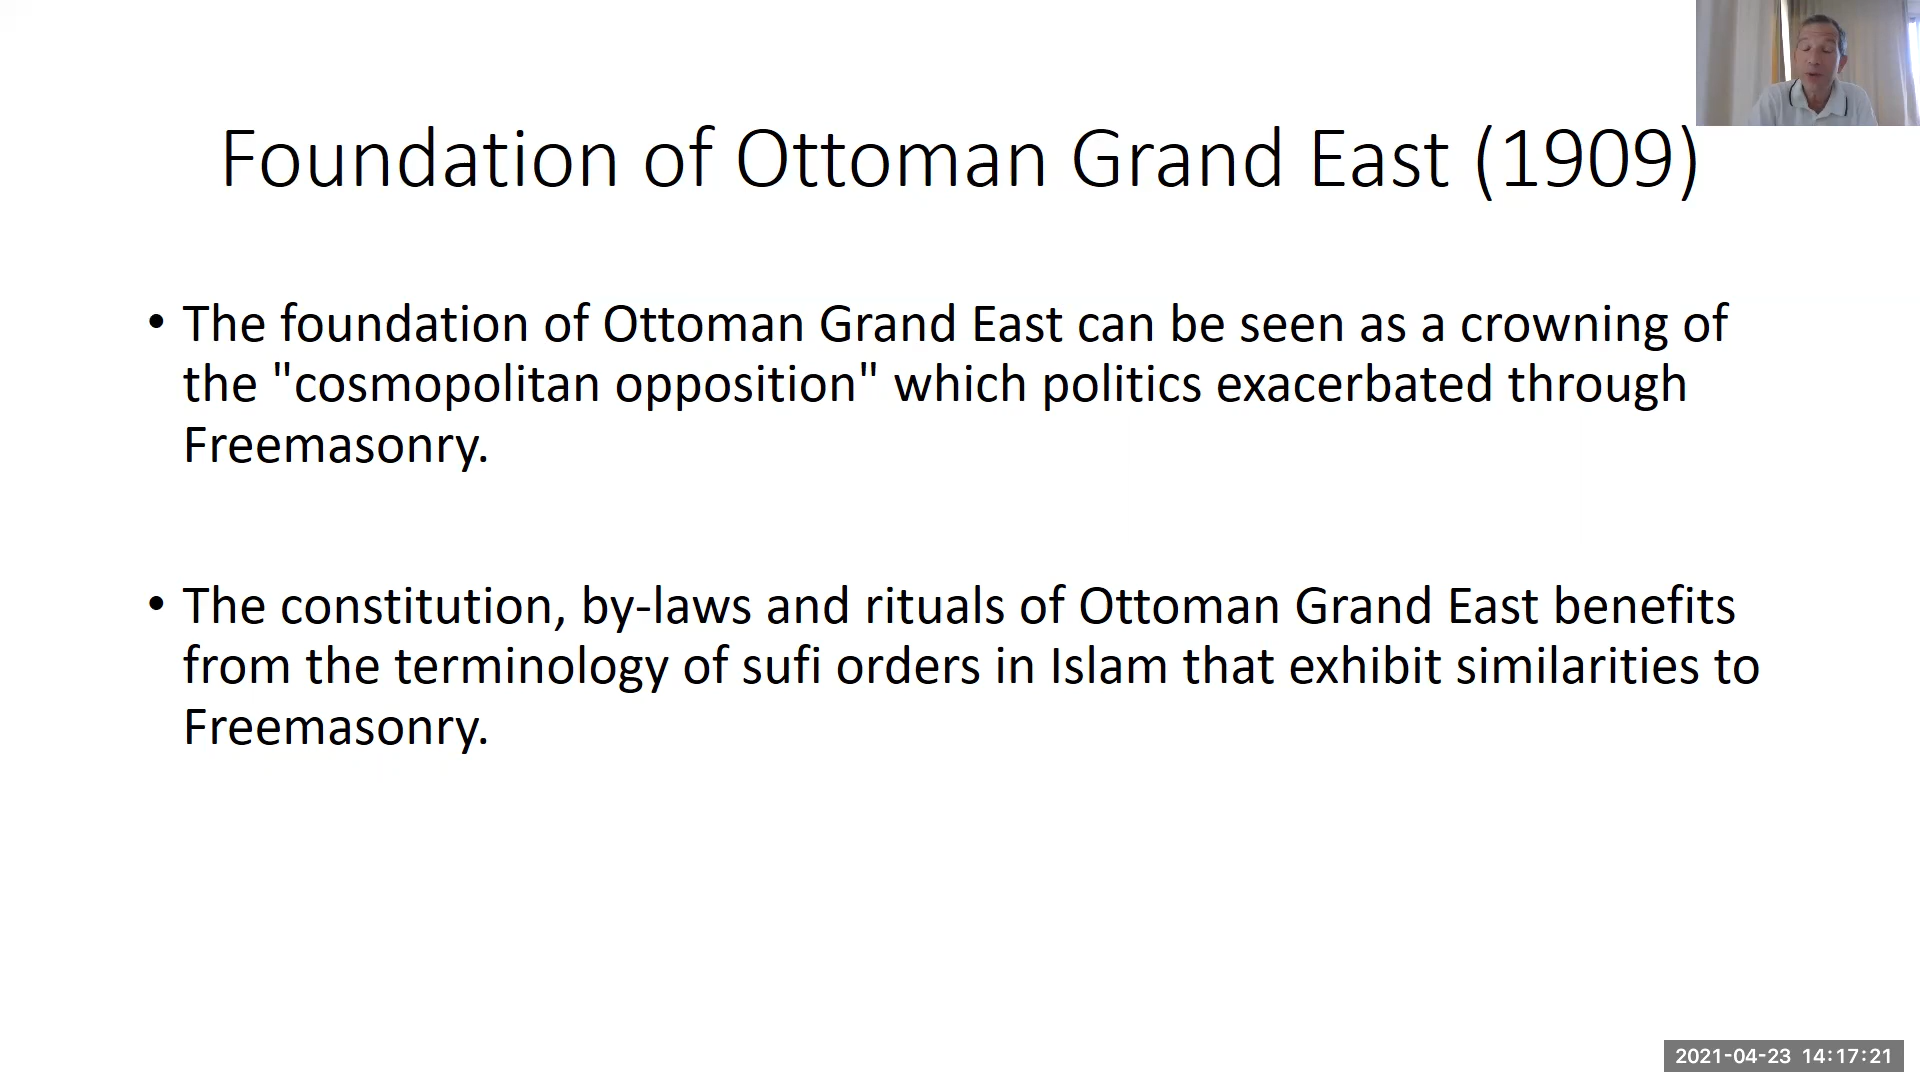 Foundation of Ottoman Grand East (1909)
• The foundation of Ottoman Grand East can be seen as a crowning of
the "cosmopolitan opposition" which politics exacerbated through
Freemasonry.
• The constitution, by-laws and rituals of Ottoman Grand East benefits
from the terminology of sufi orders in Islam that exhibit similarities to
Freemasonry.
2021-04-23 14:17:21